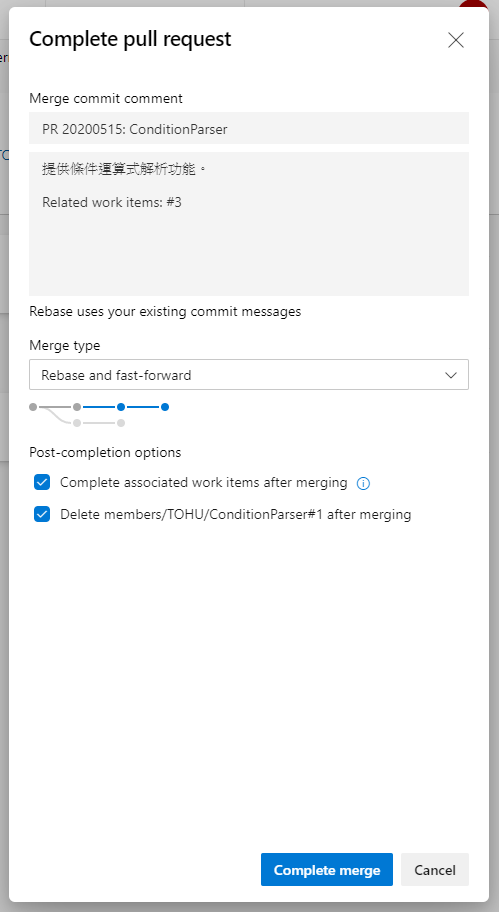 Complete pull request
Merge commit comment
PR 20200515: ConditionParser
提供條件運算式解析功能。
Related work items: #3
Rebase uses your existing commit messages
Merge type
Rebase and fast-forward
Post-completion options
Complete associated work items after merging
Delete members/TOHU/ConditionParser#1 after merging
Complete merge
Cancel